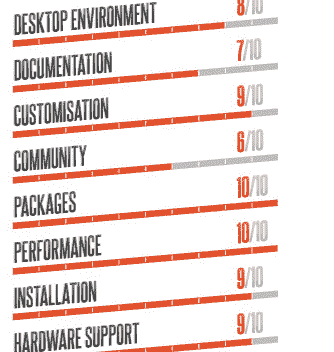 DESKTOP ENVIRONMENT 8/10
DOCUMENTATION 7/10
CUSTOMISATION 9/10
COMMUNITY 6/10
PACKAGES 10/10
PERFORMANCE 10/10
INSTALLATION 9/10
HARDWARE SUPPORT 9/10